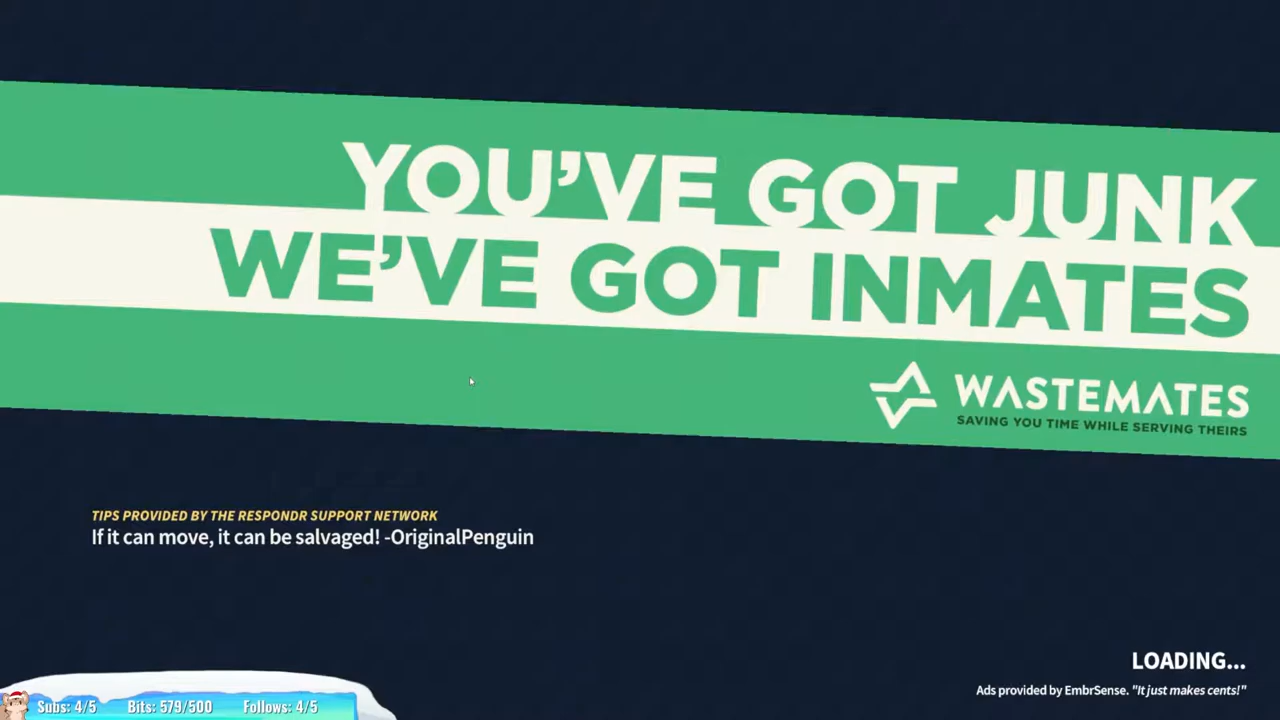 YOU'VE GOT JUNK
WE'VE GOT INMATES
WASTEMATES
SAVING YOU TIME WHILE SERVING THEIRS
TIPS PROVIDED BY THE RESPONDR SUPPORT NETWORK
If it can move, it can be salvaged! -OriginalPenguin
LOADING...
Ads provided by EmbrSense. "It just makes cents!"
Subs: 4/5 Bits: 579/500 Follows: 4/5